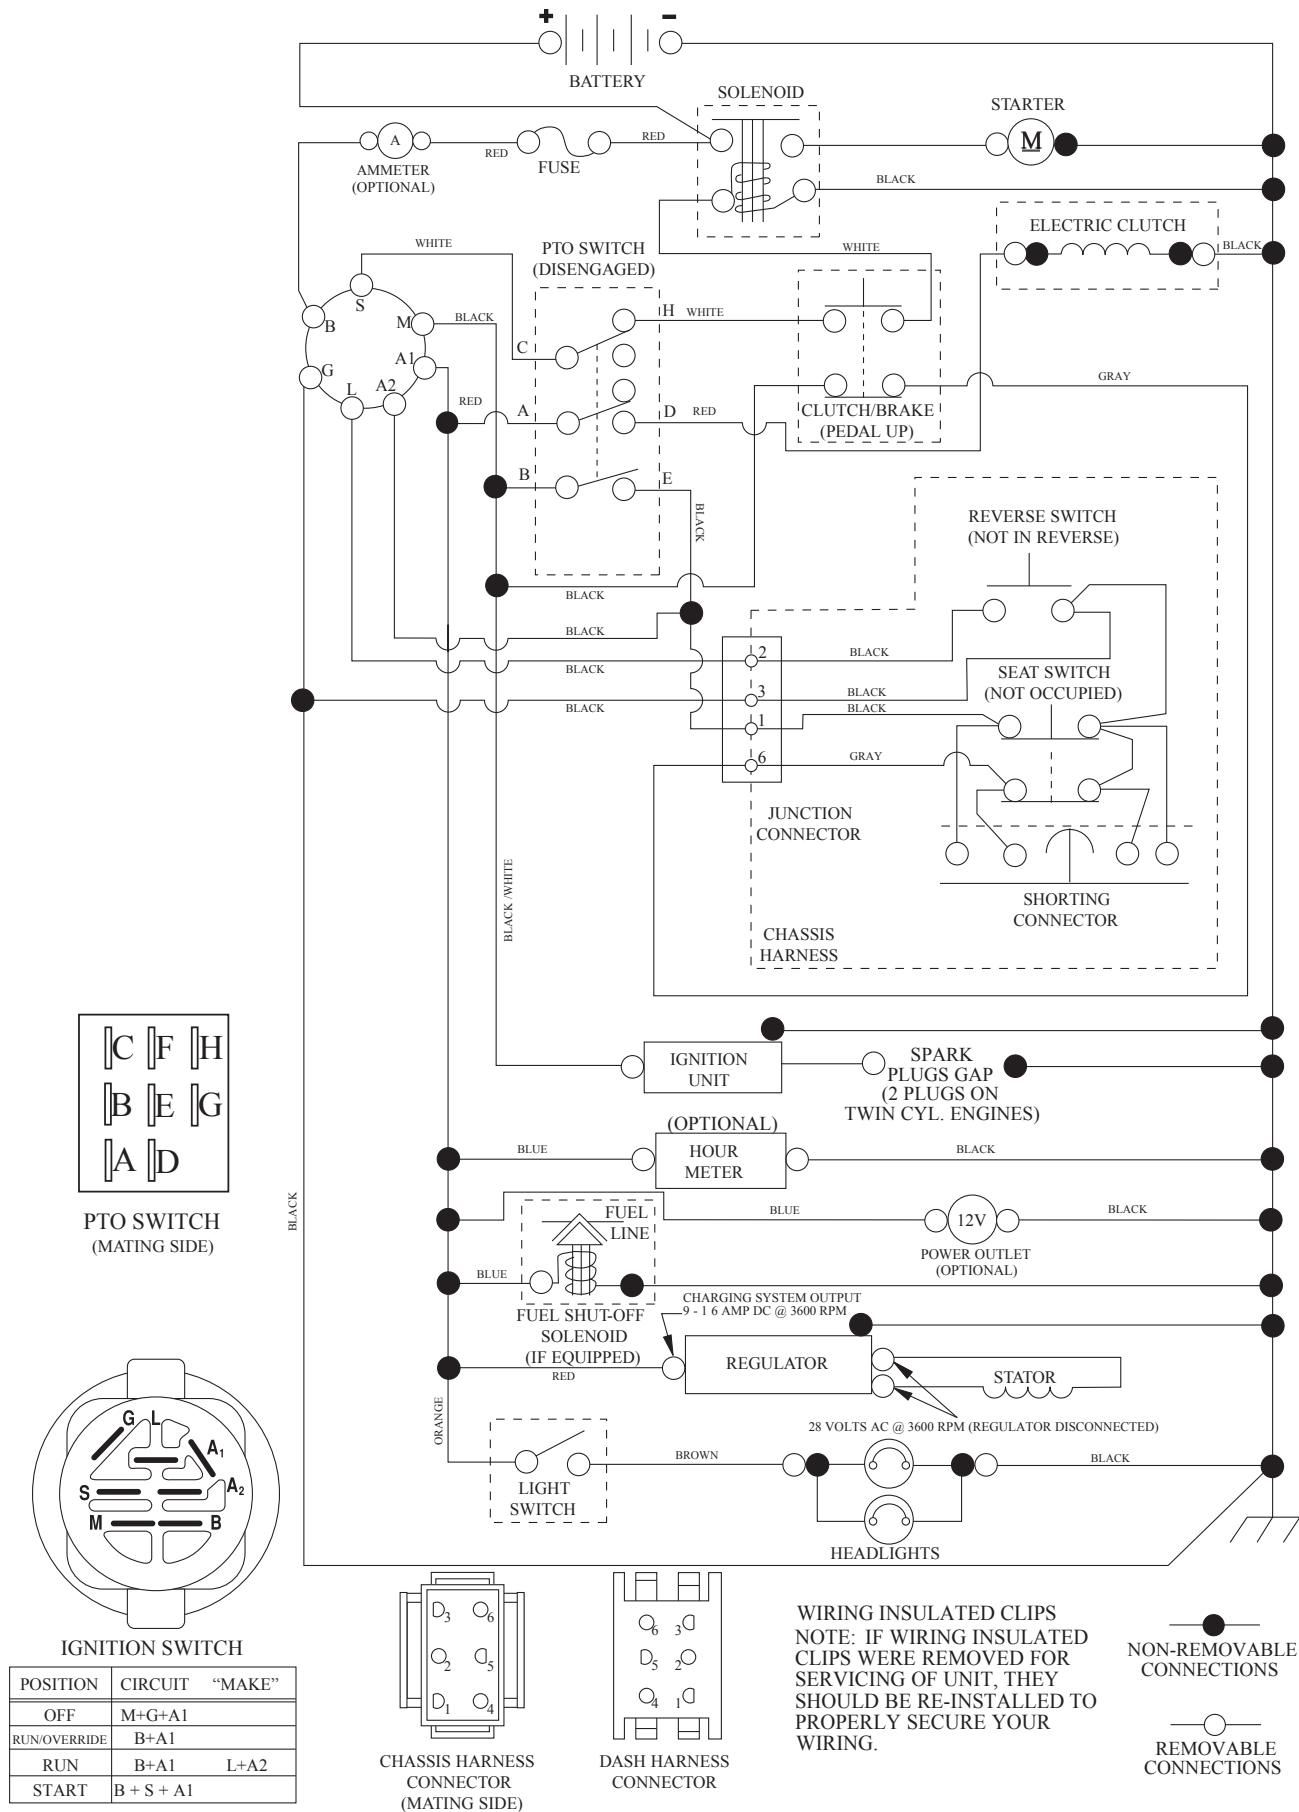 + -
BATTERY
SOLENOID
STARTER
A
RED
RED
M
AMMETER
(OPTIONAL)
FUSE
BLACK
ELECTRIC CLUTCH
BLACK
WHITE
PTO SWITCH
(DISENGAGED)
WHITE
S
B
M
BLACK
H
WHITE
C
G
A1
L
A2
RED
A
D
RED
GRAY
CLUTCH/BRAKE
(PEDAL UP)
B
E
BLACK
REVERSE SWITCH
(NOT IN REVERSE)
BLACK
BLACK
2
BLACK
BLACK
SEAT SWITCH
(NOT OCCUPIED)
3
BLACK
BLACK
BLACK
1
6
GRAY
JUNCTION
CONNECTOR
BLACK /WHITE
SHORTING
CONNECTOR
CHASSIS
HARNESS
C F H
B E G
A D
PTO SWITCH
(MATING SIDE)
IGNITION
UNIT
SPARK
PLUGS GAP
(2 PLUGS ON
TWIN CYL. ENGINES)
(OPTIONAL)
HOUR
METER
BLUE
BLACK
BLACK
FUEL
LINE
BLUE
12V
BLACK
POWER OUTLET
(OPTIONAL)
BLUE
CHARGING SYSTEM OUTPUT
9 - 1 6 AMP DC @ 3600 RPM
FUEL SHUT-OFF
SOLENOID
(IF EQUIPPED)
RED
REGULATOR
STATOR
28 VOLTS AC @ 3600 RPM (REGULATOR DISCONNECTED)
ORANGE
BROWN
BLACK
LIGHT
SWITCH
HEADLIGHTS
G L
A1
S
A2
M
B
IGNITION SWITCH
POSITION CIRCUIT “MAKE”
OFF M+G+A1
RUN/OVERRIDE B+A1
RUN B+A1 L+A2
START B + S + A1
3 6
2 5
1 4
CHASSIS HARNESS
CONNECTOR
(MATING SIDE)
6 3
5 2
4 1
DASH HARNESS
CONNECTOR
WIRING INSULATED CLIPS
NOTE: IF WIRING INSULATED
CLIPS WERE REMOVED FOR
SERVICING OF UNIT, THEY
SHOULD BE RE-INSTALLED TO
PROPERLY SECURE YOUR
WIRING.
NON-REMOVABLE
CONNECTIONS
REMOVABLE
CONNECTIONS